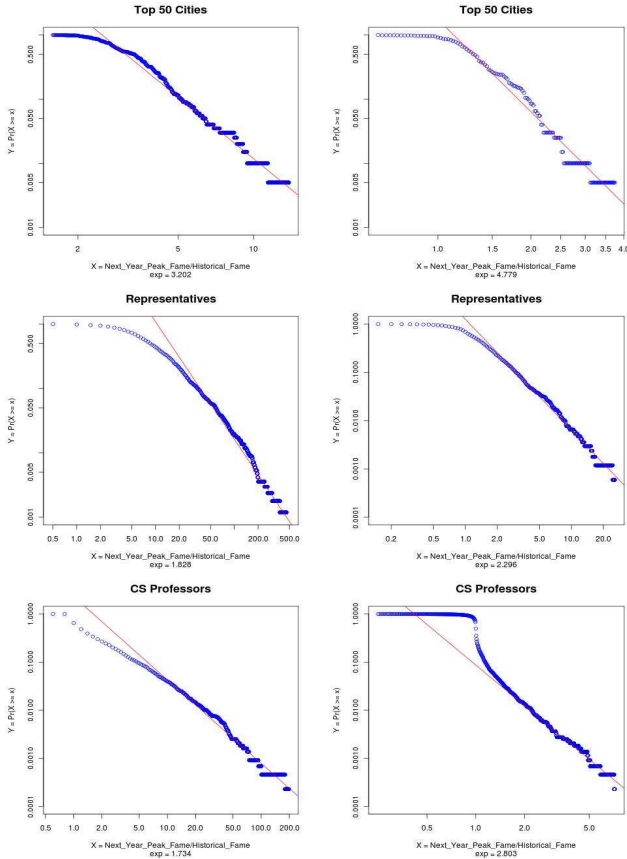 Top 50 Cities
Y = Pr(X >= x)
0.500
0.050
0.005
0.001
2 5 10
X = Next_Year_Peak_Fame/Historical_Fame
exp = 3.202
Top 50 Cities
Y = Pr(X >= x)
0.500
0.050
0.005
0.001
1.0 1.5 2.0 2.5 3.0 3.5 4.0
X = Next_Year_Peak_Fame/Historical_Fame
exp = 4.779
Representatives
Y = Pr(X >= x)
0.500
0.050
0.005
0.001
0.5 1.0 2.0 5.0 10.0 20.0 50.0 200.0 500.0
X = Next_Year_Peak_Fame/Historical_Fame
exp = 1.828
Representatives
Y = Pr(X >= x)
1.0000
0.1000
0.0100
0.0010
0.0001
0.2 0.5 1.0 2.0 5.0 10.0 20.0
X = Next_Year_Peak_Fame/Historical_Fame
exp = 2.296
CS Professors
Y = Pr(X >= x)
1.0000
0.1000
0.0100
0.0010
0.0001
0.5 1.0 2.0 5.0 10.0 20.0 50.0 100.0 200.0
X = Next_Year_Peak_Fame/Historical_Fame
exp = 1.734
CS Professors
Y = Pr(X >= x)
1.0000
0.1000
0.0100
0.0010
0.0001
0.5 1.0 2.0 5.0
X = Next_Year_Peak_Fame/Historical_Fame
exp = 2.803